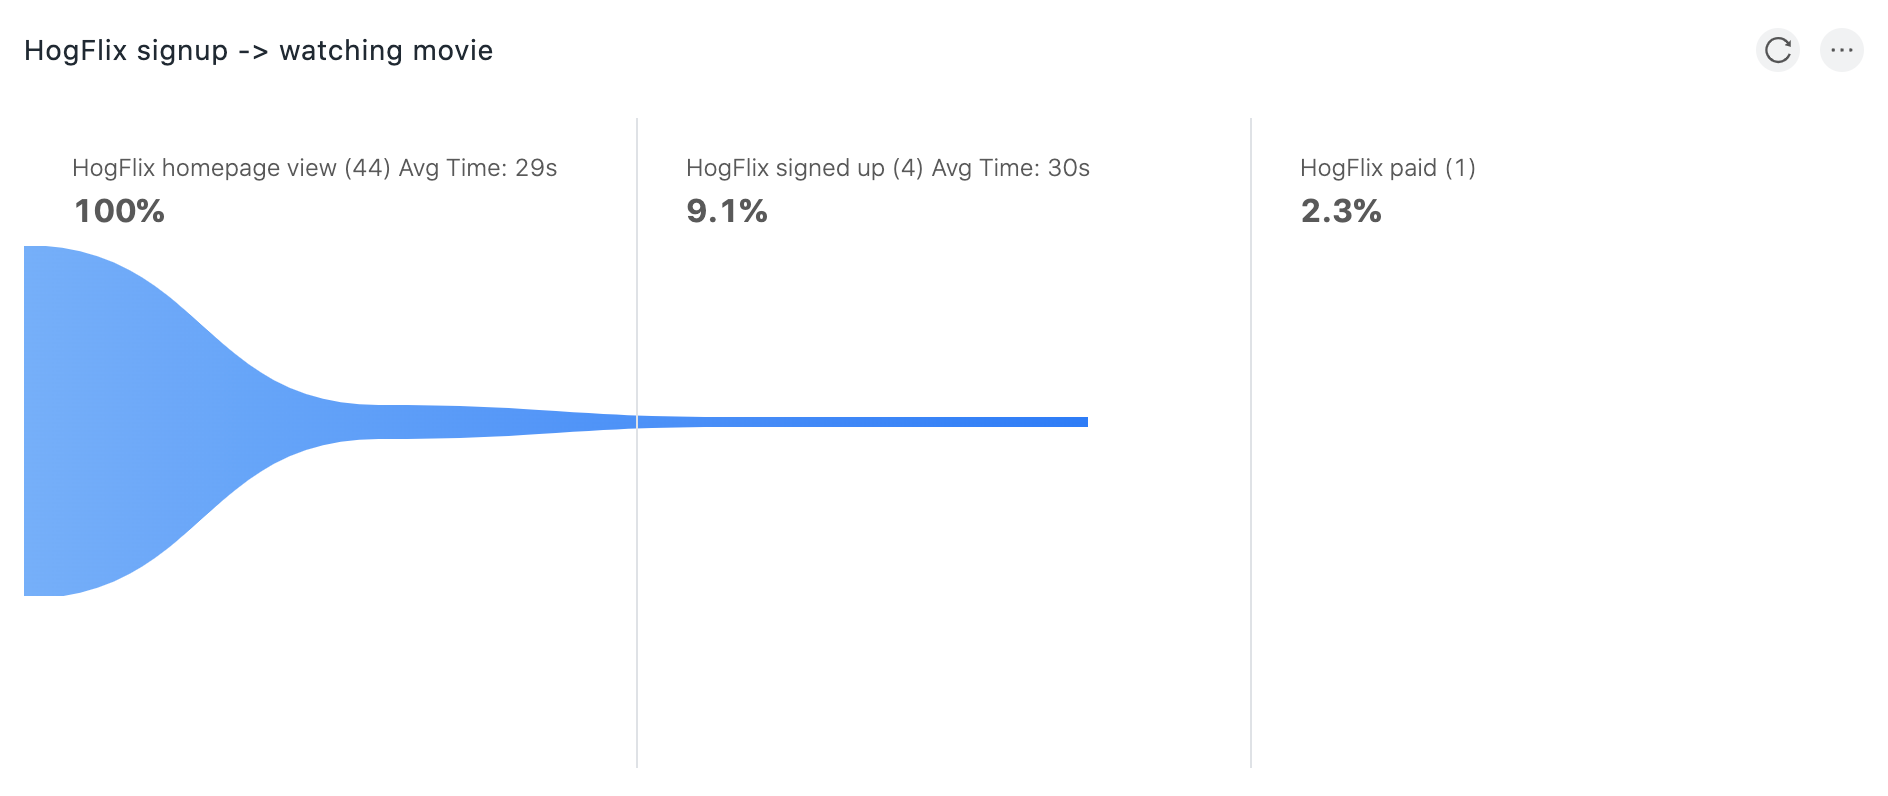 HogFlix signup -> watching movie
HogFlix homepage view (44) Avg Time: 29s
100%
HogFlix signed up (4) Avg Time: 30s
9.1%
HogFlix paid (1)
2.3%